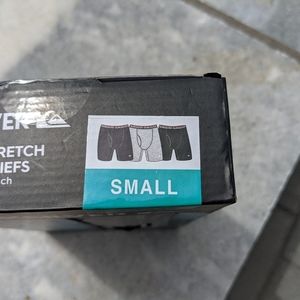 VER
RETCH
IEFS
ch
SMALL